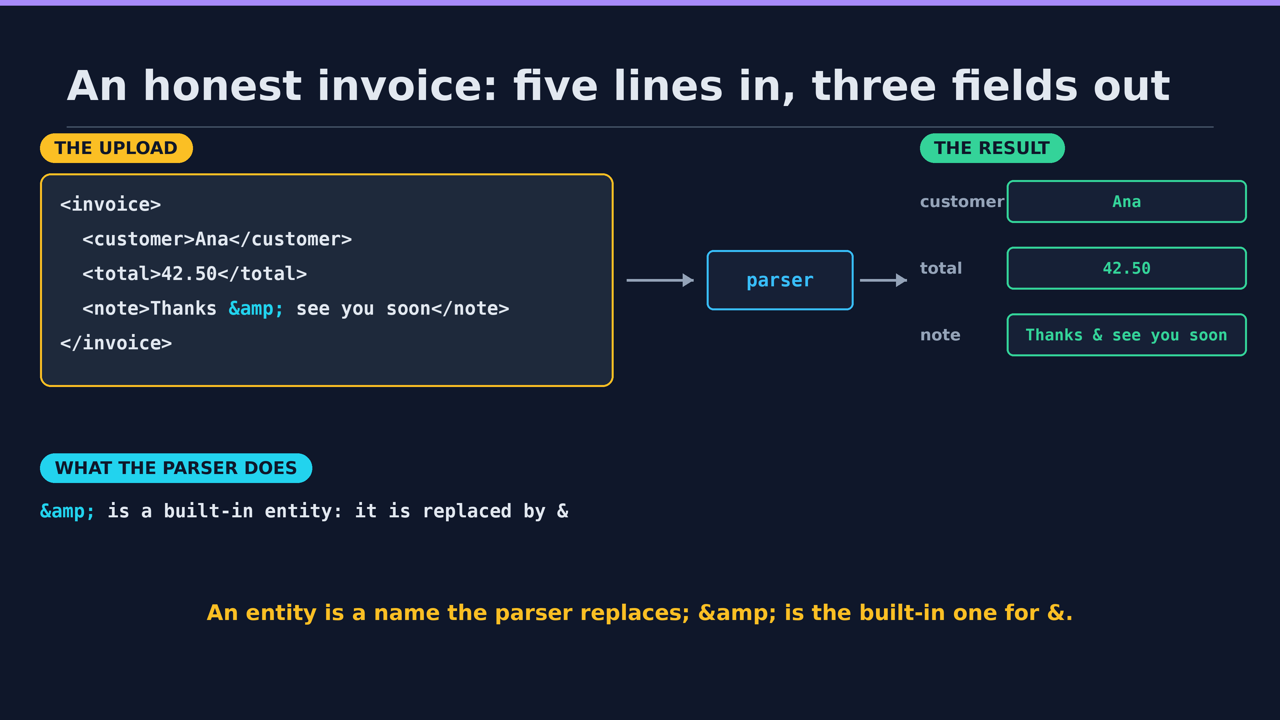 An honest invoice: five lines in, three fields out
THE UPLOAD
<invoice>
  <customer>Ana</customer>
  <total>42.50</total>
  <note>Thanks &amp; see you soon</note>
</invoice>
parser
THE RESULT
customer Ana
total 42.50
note Thanks & see you soon
WHAT THE PARSER DOES
&amp; is a built-in entity: it is replaced by &
An entity is a name the parser replaces; &amp; is the built-in one for &.